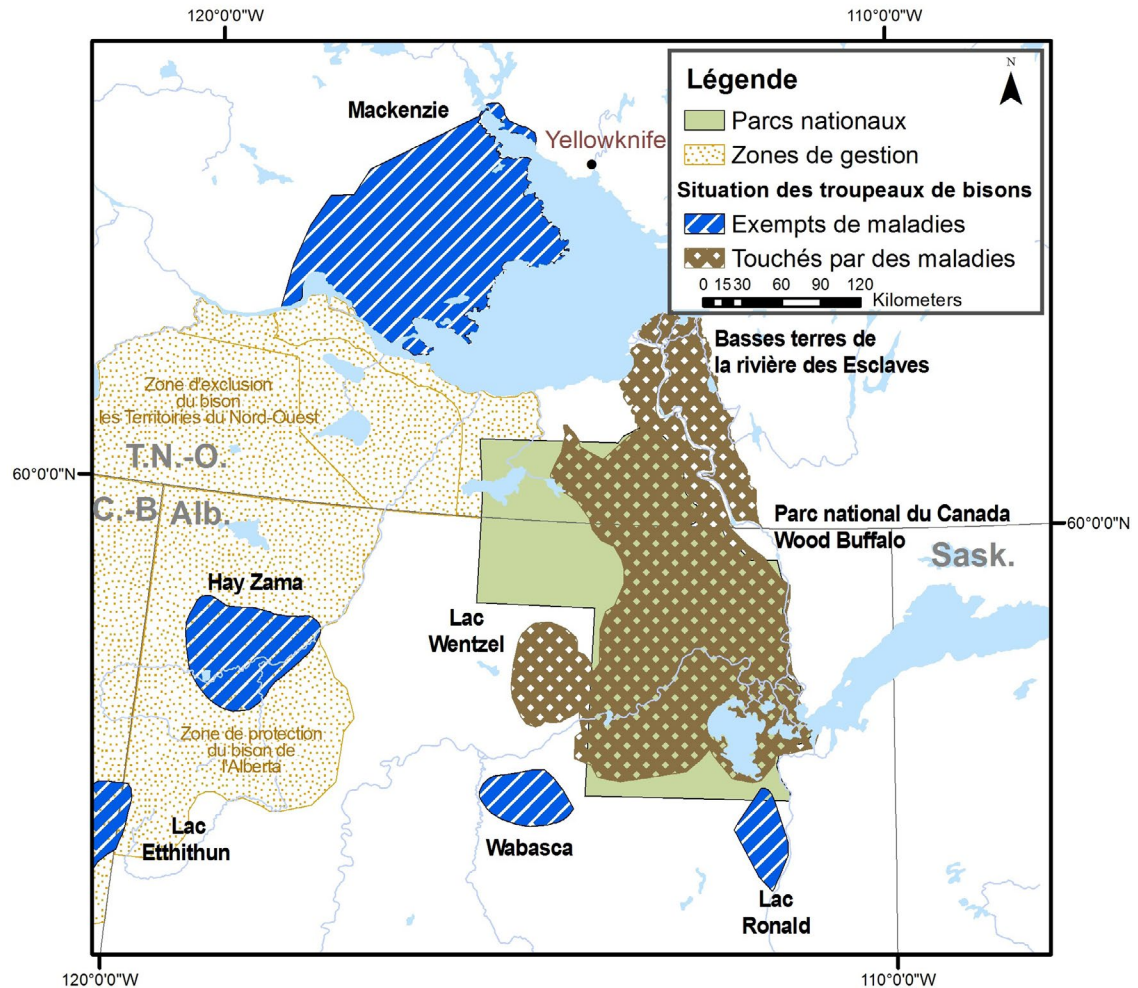 120°0'0"W
110°0'0"W
Légende
N
Parcs nationaux
Zones de gestion
Situation des troupeaux de bisons
Exempts de maladies
Touchés par des maladies
0 15 30 60 90 120
Kilometers
Mackenzie
Yellowknife
Basses terres de
la rivière des Esclaves
Zone d'exclusion
du bison
les Territoiries du Nord-Ouest
T.N.-O.
60°0'0"N
C.-B
Alb.
Parc national du Canada
Wood Buffalo
60°0'0"N
Sask.
Hay Zama
Lac
Wentzel
Zone de protection
du bison de
l'Alberta
Lac
Etthithun
Wabasca
Lac
Ronald
120°0'0"W
110°0'0"W